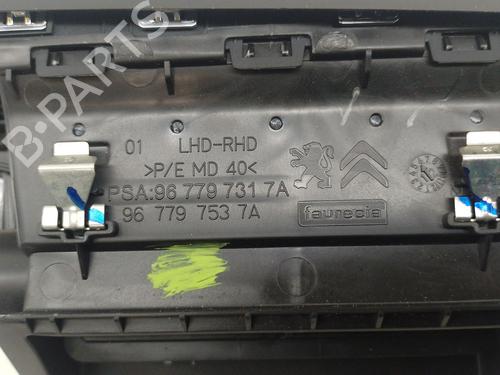 B-PARTS
01 LHD-RHD
>P/E MD 40<
PSA:96 779 731 7A
96 779 753 7A
faurecia